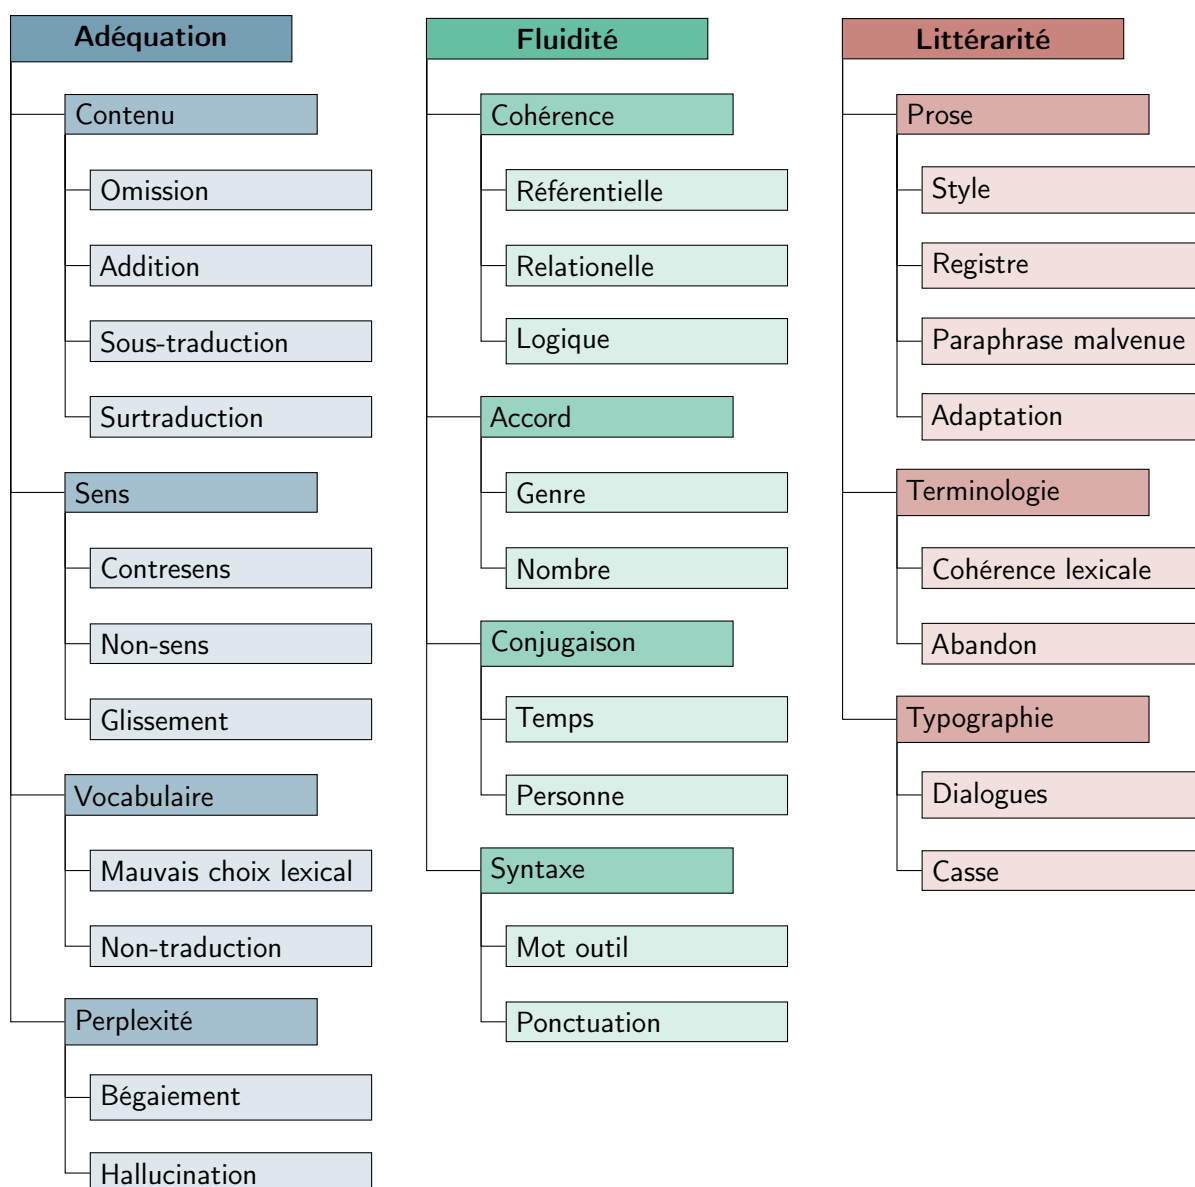 Adéquation
Contenu
Omission
Addition
Sous-traduction
Surtraduction
Sens
Contresens
Non-sens
Glissement
Vocabulaire
Mauvais choix lexical
Non-traduction
Perplexité
Bégaiement
Hallucination
Fluidité
Cohérence
Référentielle
Relationelle
Logique
Accord
Genre
Nombre
Conjugaison
Temps
Personne
Syntaxe
Mot outil
Ponctuation
Littérarité
Prose
Style
Registre
Paraphrase malvenue
Adaptation
Terminologie
Cohérence lexicale
Abandon
Typographie
Dialogues
Casse